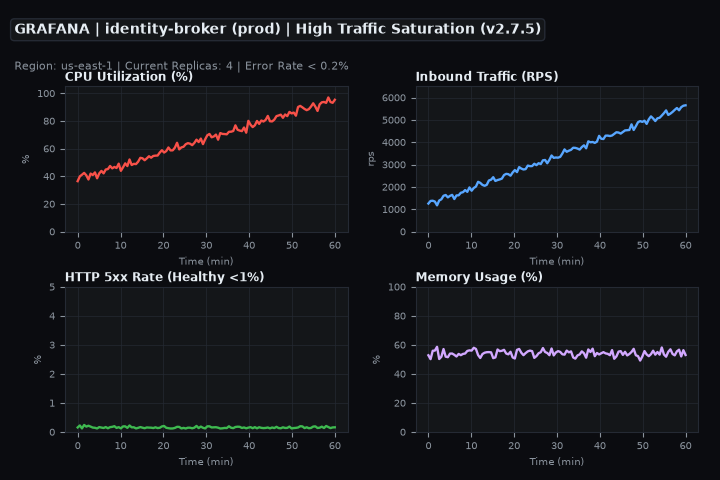 GRAFANA | identity-broker (prod) | High Traffic Saturation (v2.7.5)
Region: us-east-1 | Current Replicas: 4 | Error Rate < 0.2%
CPU Utilization (%)
100
80
60
40
20
0
%
0 10 20 30 40 50 60
Time (min)
Inbound Traffic (RPS)
6000
5000
4000
3000
2000
1000
0
rps
0 10 20 30 40 50 60
Time (min)
HTTP 5xx Rate (Healthy <1%)
5
4
3
2
1
0
%
0 10 20 30 40 50 60
Time (min)
Memory Usage (%)
100
80
60
40
20
0
%
0 10 20 30 40 50 60
Time (min)